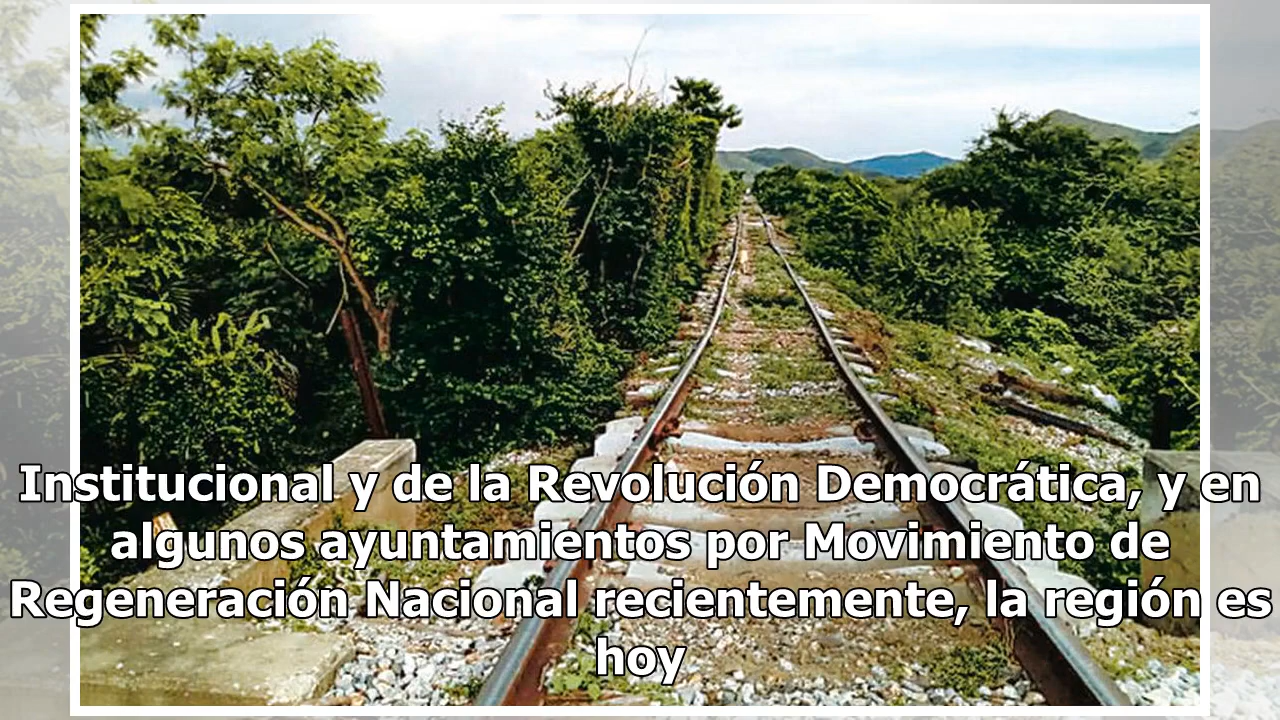 Institucional y de la Revolución Democrática, y en
algunos ayuntamientos por Movimiento de
Regeneración Nacional recientemente, la región es
hoy